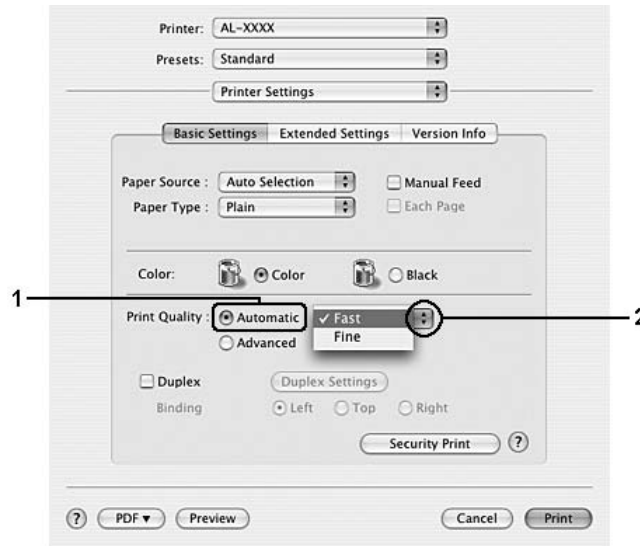 Printer: AL-XXXX
Presets: Standard
Printer Settings
Basic Settings Extended Settings Version Info
Paper Source : Auto Selection Manual Feed
Paper Type : Plain Each Page
Color: Color Black
1
Print Quality : Automatic ✓ Fast 2
Advanced Fine
Duplex Duplex Settings
Binding Left Top Right
Security Print ?
? PDF ▼ Preview Cancel Print